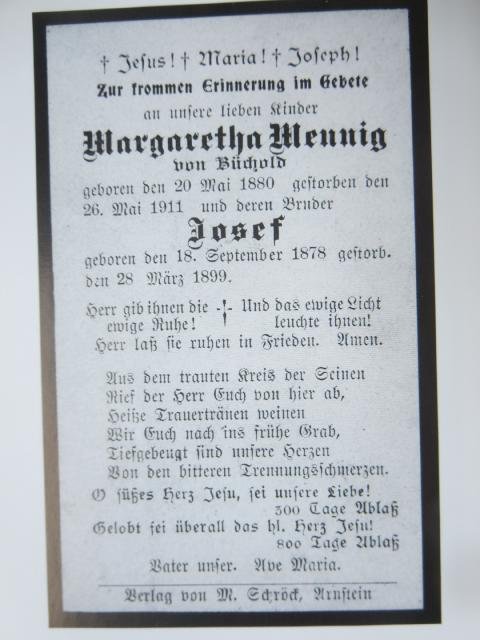 † Jesus! † Maria! † Joseph!
Zur frommen Erinnerung im Gebete
an unsere lieben Kinder
Margaretha Mennig
von Büchold
geboren den 20 Mai 1880 gestorben den
26. Mai 1911 und deren Bruder
Josef
geboren den 18. September 1878 gestorb.
den 28 März 1899.
Herr gib ihnen die -†- Und das ewige Licht
ewige Ruhe! leuchte ihnen!
Herr laß sie ruhen in Frieden. Amen.
Aus dem trauten Kreis der Seinen
Rief der Herr Euch von hier ab,
Heiße Trauertränen weinen
Wir Euch nach ins frühe Grab,
Tiefgebeugt sind unsere Herzen
Von den bitteren Trennungsschmerzen.
O süßes Herz Jesu, sei unsere Liebe!
300 Tage Ablaß
Gelobt sei überall das hl. Herz Jesu!
800 Tage Ablaß
Vater unser. Ave Maria.
Verlag von M. Schröck, Arnstein